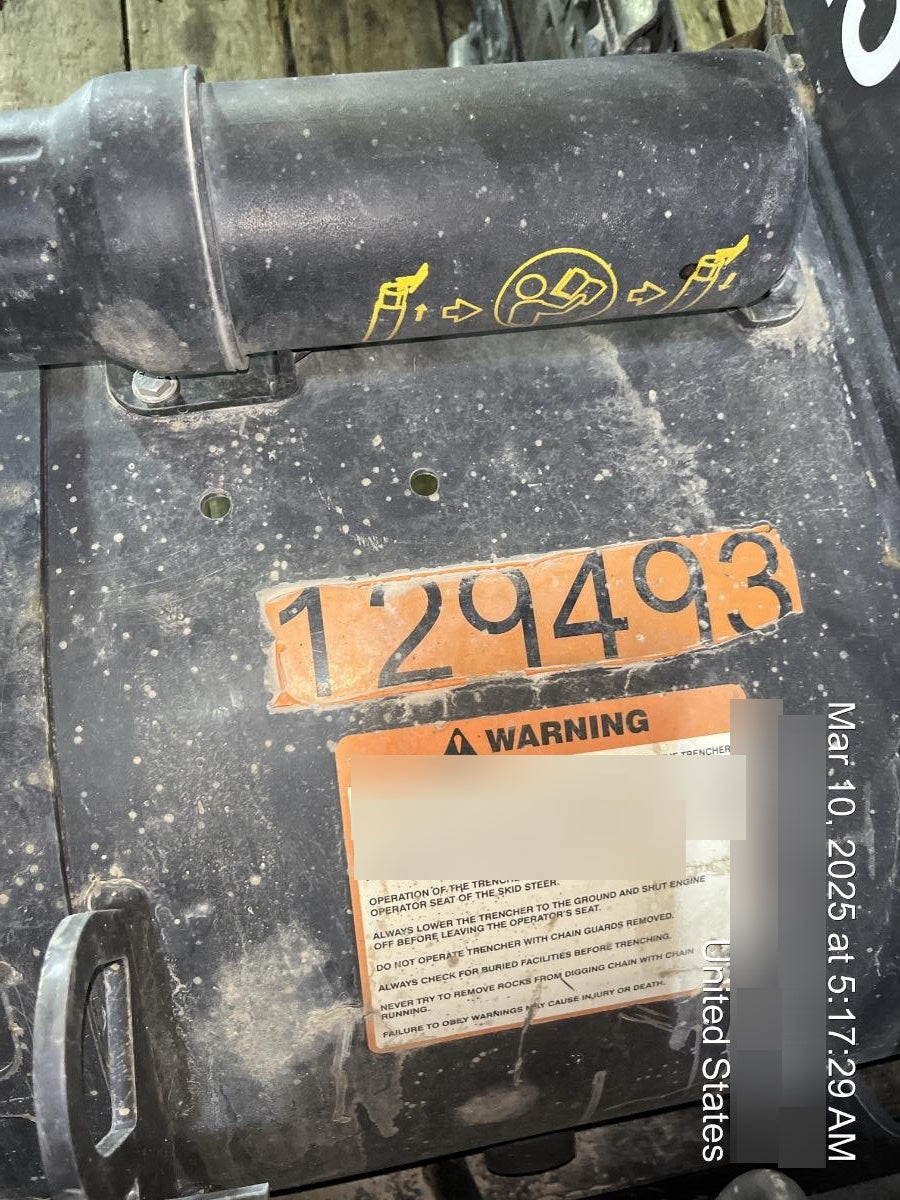 129493
WARNING
TRENCHER
OPERATION OF THE
OPERATOR SEAT OF THE SKID STEER.
ALWAYS LOWER THE TRENCHER TO THE GROUND AND SHUT ENGINE
OFF BEFORE LEAVING THE OPERATOR'S SEAT.
DO NOT OPERATE TRENCHER WITH CHAIN GUARDS REMOVED.
ALWAYS CHECK FOR BURIED FACILITIES BEFORE TRENCHING.
NEVER TRY TO REMOVE ROCKS FROM DIGGING CHAIN WITH CHAIN
RUNNING.
FAILURE TO OBEY WARNINGS MAY CAUSE INJURY OR DEATH.
Mar 10, 2025 at 5:17:29 AM
United States